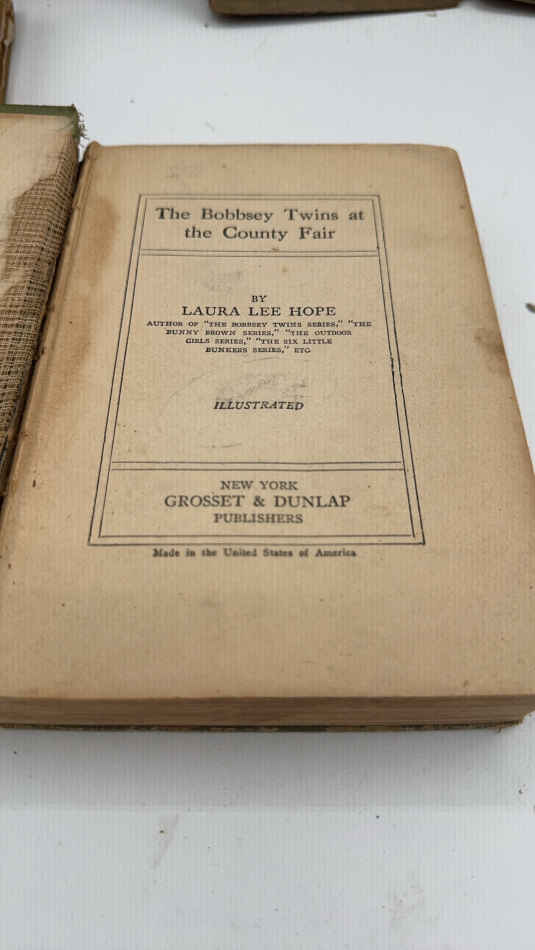 The Bobbsey Twins at
the County Fair
BY
LAURA LEE HOPE
AUTHOR OF "THE BOBBSEY TWINS SERIES," "THE
BUNNY BROWN SERIES," "THE OUTDOOR
GIRLS SERIES," "THE SIX LITTLE
BUNKERS SERIES," ETC
ILLUSTRATED
NEW YORK
GROSSET & DUNLAP
PUBLISHERS
Made in the United States of America